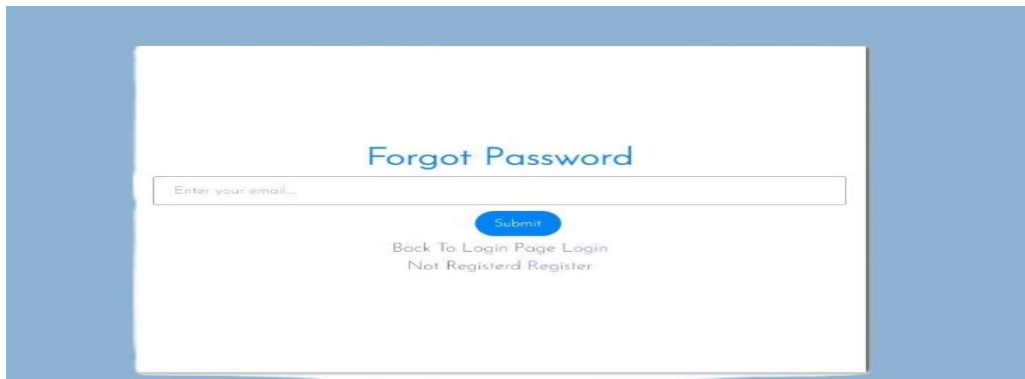 Forgot Password
Enter your email...
Submit
Back To Login Page Login
Not Registerd Register